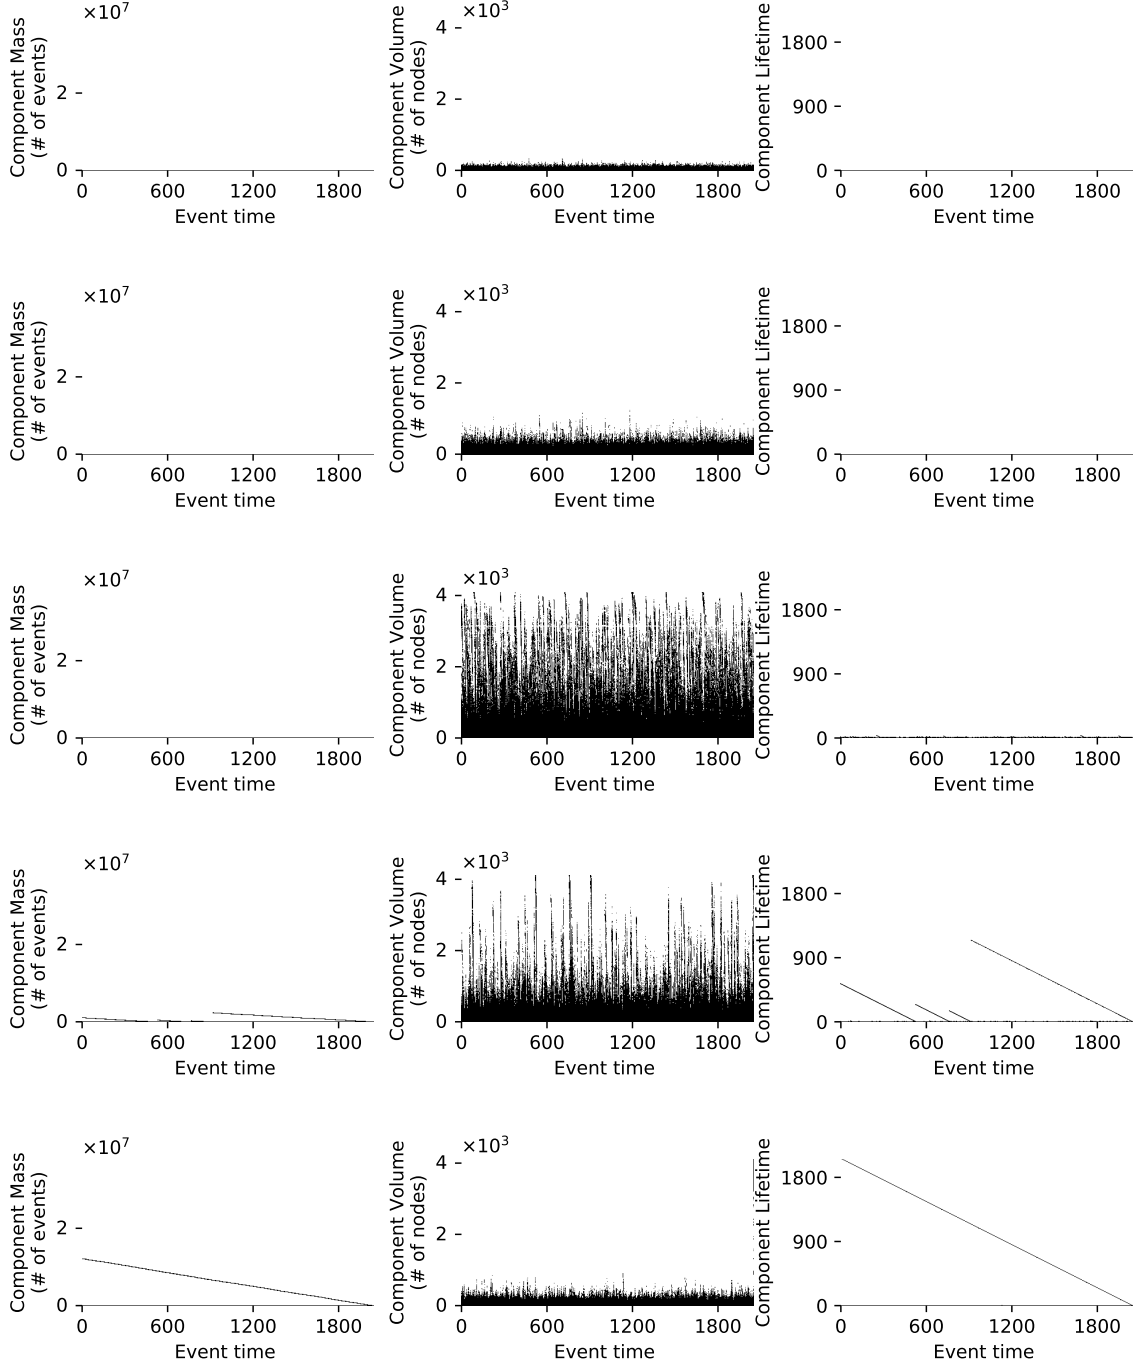 ×10⁷
Component Mass
(# of events)
2
0
0 600 1200 1800
Event time
×10³
Component Volume
(# of nodes)
4
2
0
0 600 1200 1800
Event time
Component Lifetime
1800
900
0
0 600 1200 1800
Event time
×10⁷
Component Mass
(# of events)
2
0
0 600 1200 1800
Event time
×10³
Component Volume
(# of nodes)
4
2
0
0 600 1200 1800
Event time
Component Lifetime
1800
900
0
0 600 1200 1800
Event time
×10⁷
Component Mass
(# of events)
2
0
0 600 1200 1800
Event time
×10³
Component Volume
(# of nodes)
4
2
0
0 600 1200 1800
Event time
Component Lifetime
1800
900
0
0 600 1200 1800
Event time
×10⁷
Component Mass
(# of events)
2
0
0 600 1200 1800
Event time
×10³
Component Volume
(# of nodes)
4
2
0
0 600 1200 1800
Event time
Component Lifetime
1800
900
0
0 600 1200 1800
Event time
×10⁷
Component Mass
(# of events)
2
0
0 600 1200 1800
Event time
×10³
Component Volume
(# of nodes)
4
2
0
0 600 1200 1800
Event time
Component Lifetime
1800
900
0
0 600 1200 1800
Event time